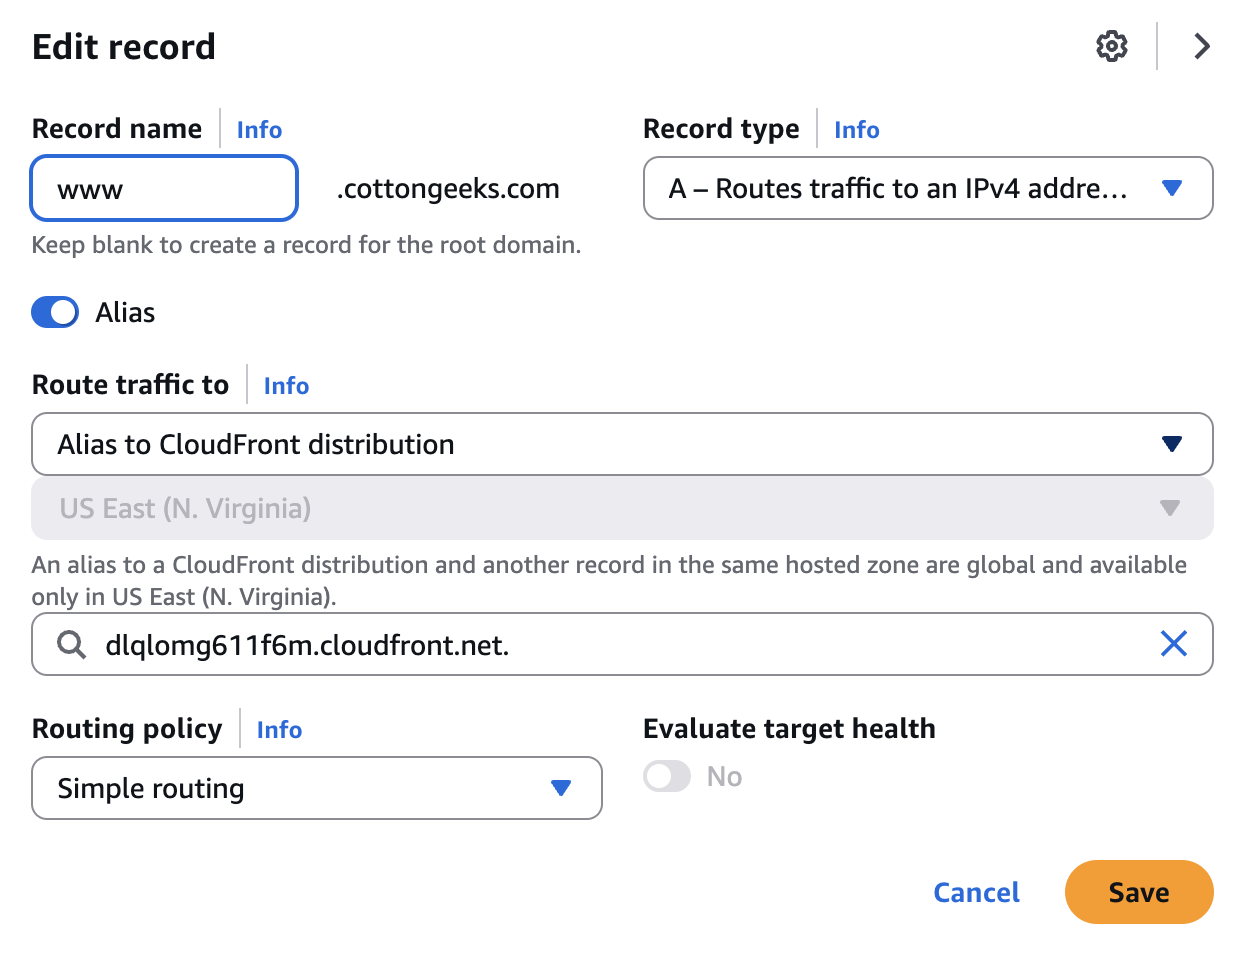 Edit record
Record name Info
www .cottongeeks.com
Keep blank to create a record for the root domain.
Record type Info
A – Routes traffic to an IPv4 addre...
Alias
Route traffic to Info
Alias to CloudFront distribution
US East (N. Virginia)
An alias to a CloudFront distribution and another record in the same hosted zone are global and available
only in US East (N. Virginia).
dlqlomg611f6m.cloudfront.net.
Routing policy Info
Simple routing
Evaluate target health
No
Cancel Save